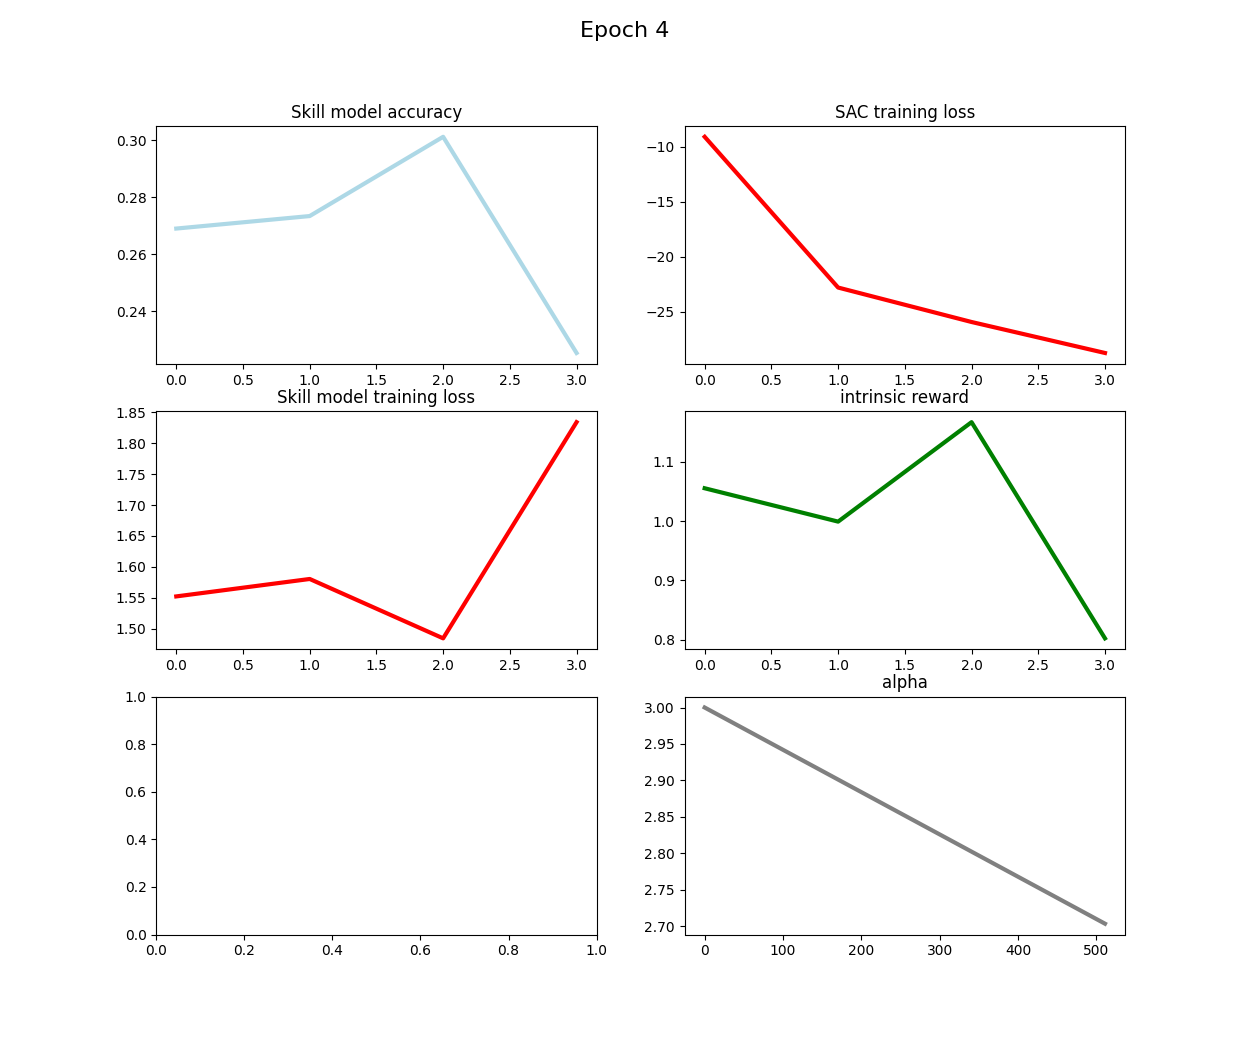 Epoch 4
Skill model accuracy
0.30
0.28
0.26
0.24
0.0 0.5 1.0 1.5 2.0 2.5 3.0
SAC training loss
−10
−15
−20
−25
0.0 0.5 1.0 1.5 2.0 2.5 3.0
Skill model training loss
1.85
1.80
1.75
1.70
1.65
1.60
1.55
1.50
0.0 0.5 1.0 1.5 2.0 2.5 3.0
intrinsic reward
1.1
1.0
0.9
0.8
0.0 0.5 1.0 1.5 2.0 2.5 3.0
1.0
0.8
0.6
0.4
0.2
0.0
0.0 0.2 0.4 0.6 0.8 1.0
alpha
3.00
2.95
2.90
2.85
2.80
2.75
2.70
0 100 200 300 400 500